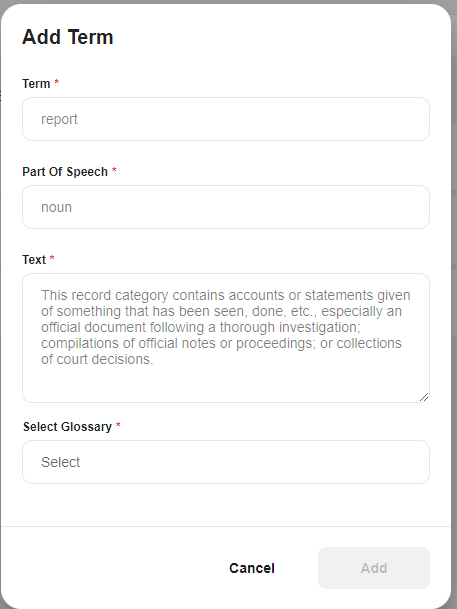 Add Term
Term *
report
Part Of Speech *
noun
Text *
This record category contains accounts or statements given
of something that has been seen, done, etc., especially an
official document following a thorough investigation;
compilations of official notes or proceedings; or collections
of court decisions.
Select Glossary *
Select
Cancel
Add